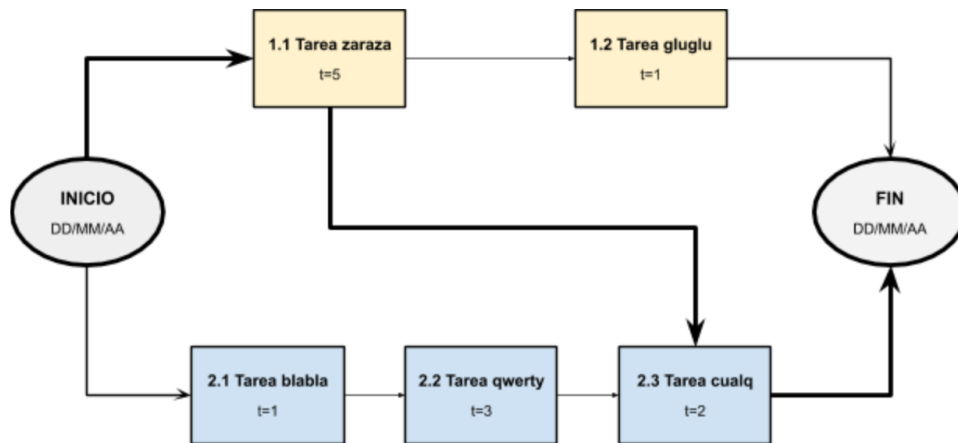 1.1 Tarea zaraza
t=5
1.2 Tarea gluglu
t=1
INICIO
DD/MM/AA
FIN
DD/MM/AA
2.1 Tarea blabla
t=1
2.2 Tarea qwerty
t=3
2.3 Tarea cualq
t=2